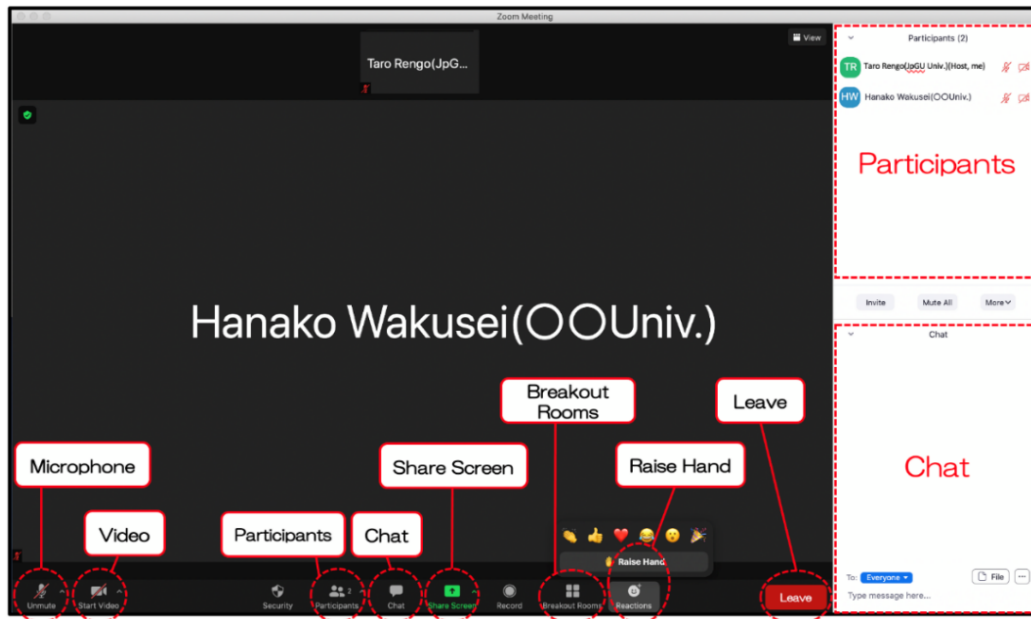 Zoom Meeting
Taro Rengo(JpG...
View
Participants (2)
TR Taro Rengo(JpGU Univ.)(Host, me)
HW Hanako Wakusei(○○Univ.)
Participants
Hanako Wakusei(○○Univ.)
Invite Mute All More
Chat
Breakout
Rooms
Leave
Microphone
Share Screen
Raise Hand
Chat
Video
Participants
Chat
Raise Hand
To: Everyone File
Type message here...
Unmute
Start Video
Security
Participants 2
Chat
Share Screen
Record
Breakout Rooms
Reactions
Leave